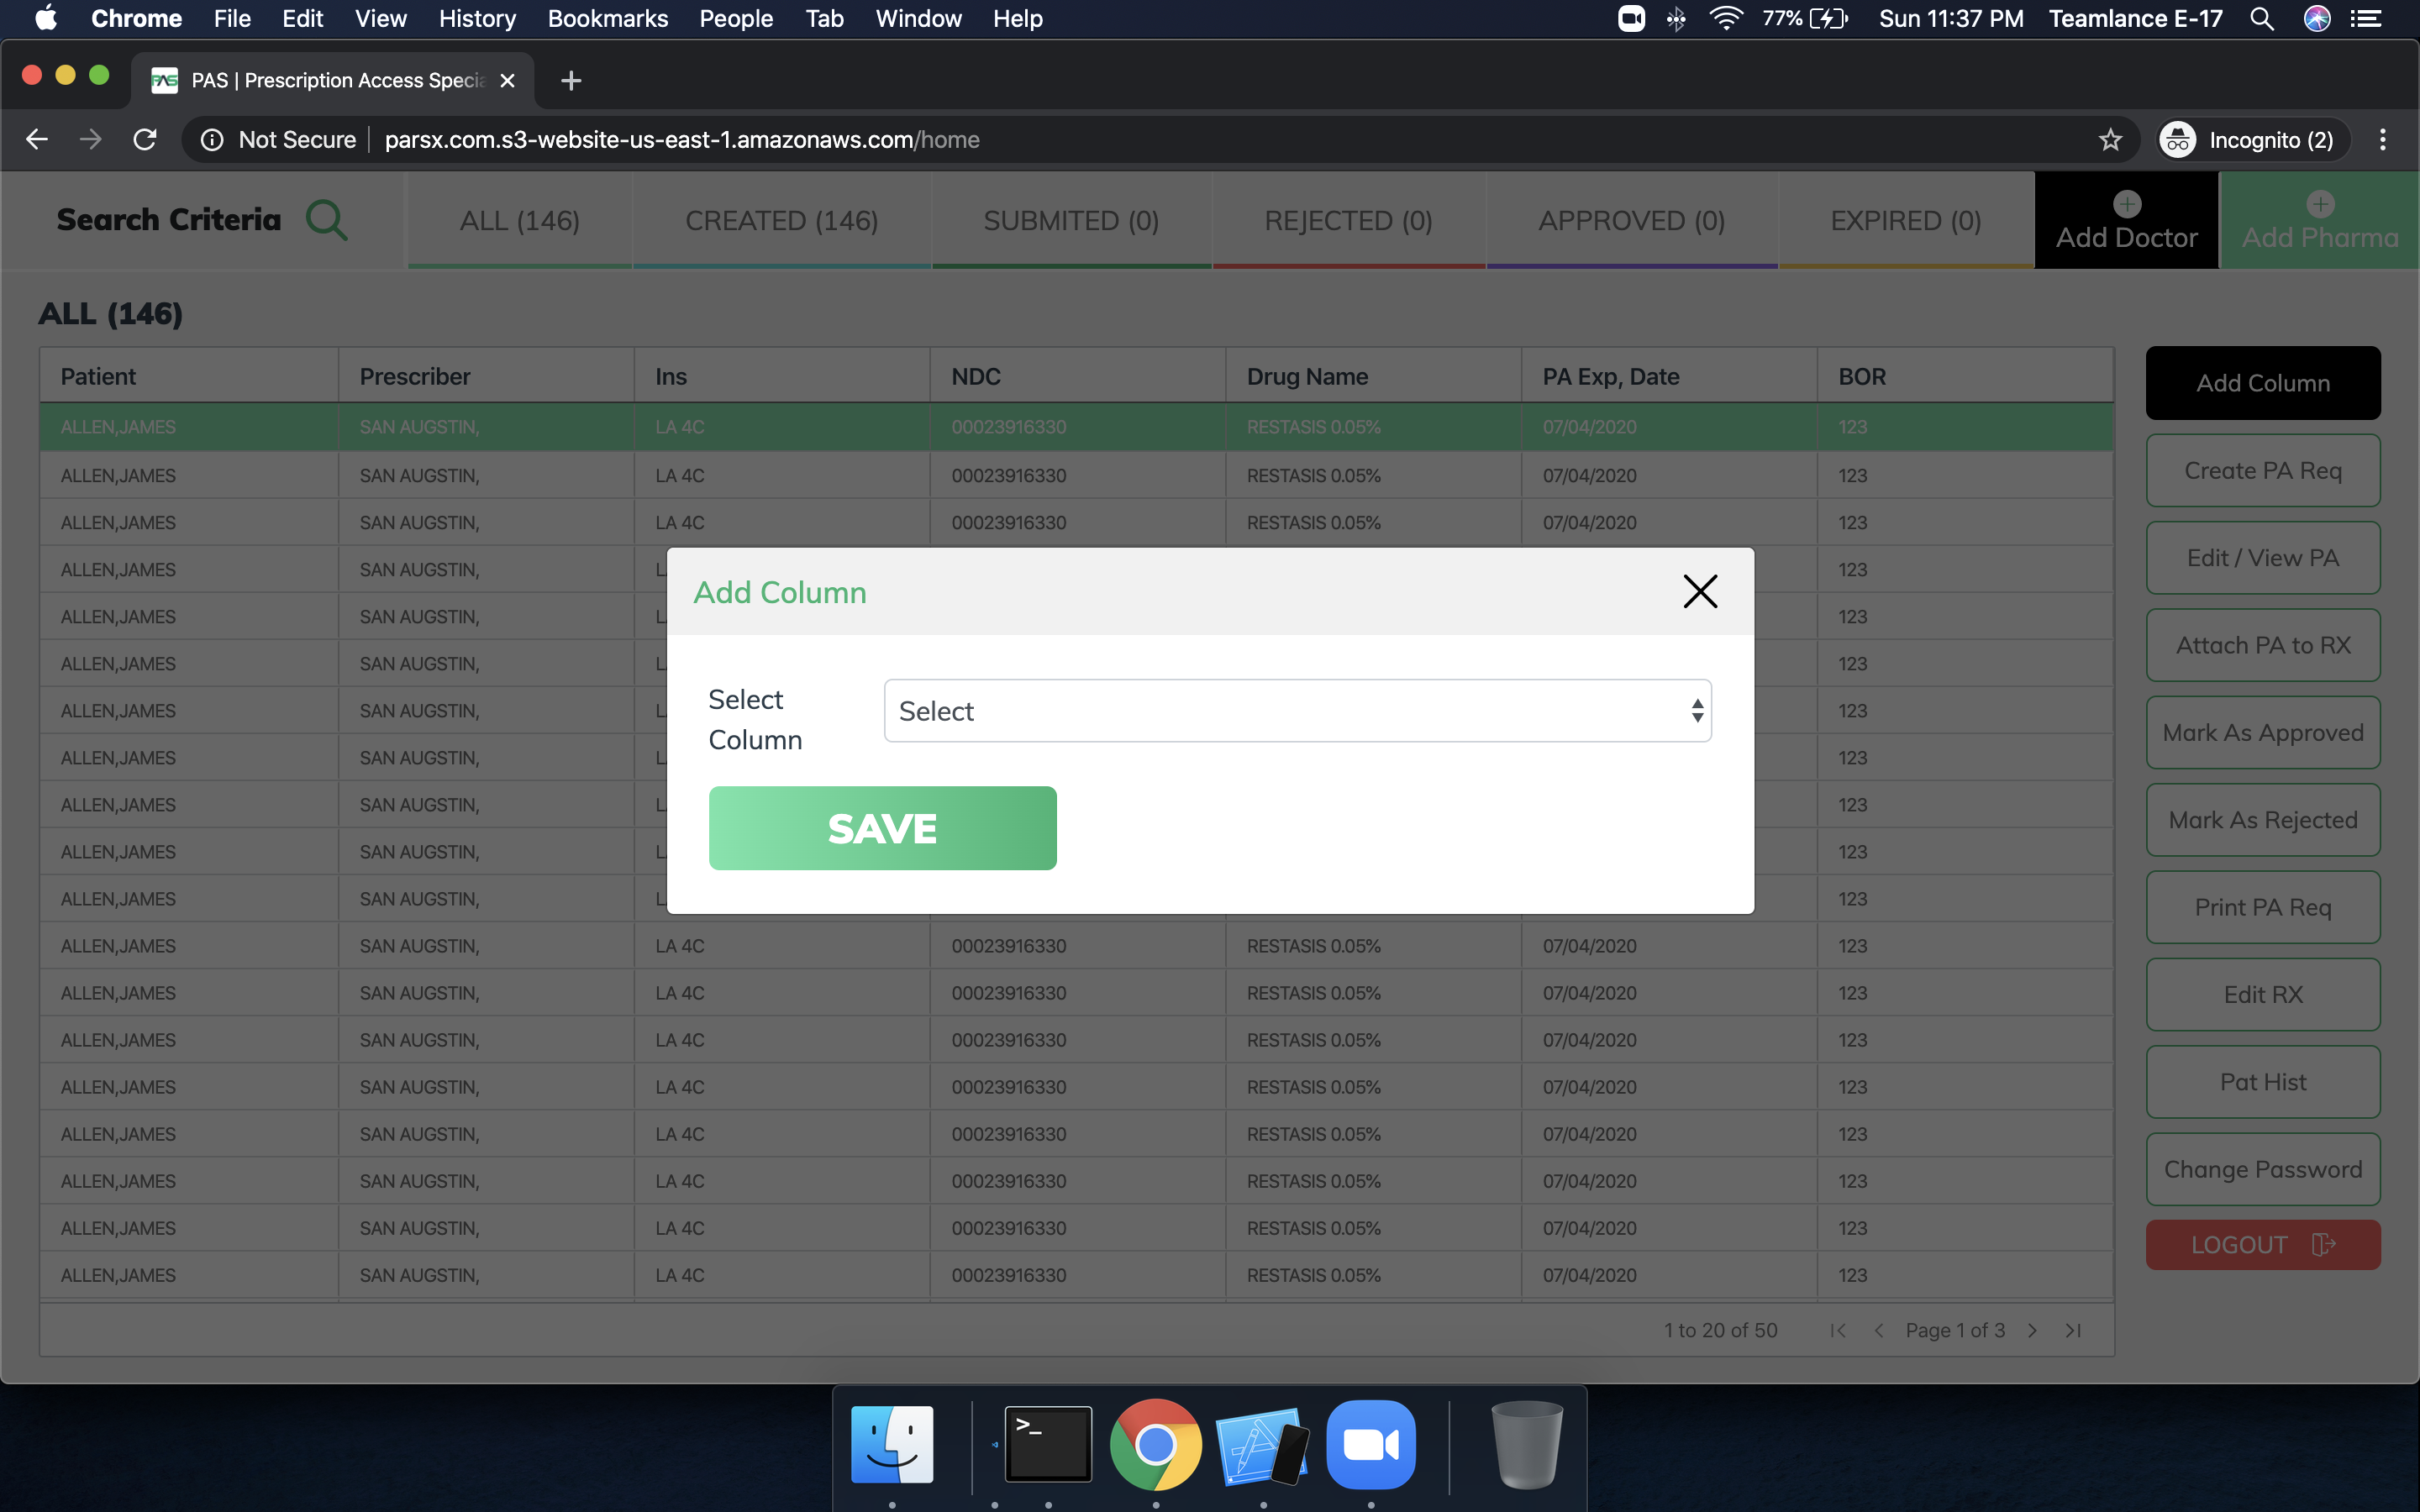 Chrome File Edit View History Bookmarks People Tab Window Help 77% Sun 11:37 PM Teamlance E-17
PAS PAS | Prescription Access Specia
Not Secure parsx.com.s3-website-us-east-1.amazonaws.com/home Incognito (2)
Search Criteria ALL (146) CREATED (146) SUBMITED (0) REJECTED (0) APPROVED (0) EXPIRED (0) Add Doctor Add Pharma
ALL (146)
Patient Prescriber Ins NDC Drug Name PA Exp, Date BOR
ALLEN,JAMES SAN AUGSTIN, LA 4C 00023916330 RESTASIS 0.05% 07/04/2020 123
ALLEN,JAMES SAN AUGSTIN, LA 4C 00023916330 RESTASIS 0.05% 07/04/2020 123
ALLEN,JAMES SAN AUGSTIN, LA 4C 00023916330 RESTASIS 0.05% 07/04/2020 123
ALLEN,JAMES SAN AUGSTIN, L 123
ALLEN,JAMES SAN AUGSTIN, L 123
ALLEN,JAMES SAN AUGSTIN, L 123
ALLEN,JAMES SAN AUGSTIN, L 123
ALLEN,JAMES SAN AUGSTIN, L 123
ALLEN,JAMES SAN AUGSTIN, L 123
ALLEN,JAMES SAN AUGSTIN, L 123
ALLEN,JAMES SAN AUGSTIN, L 123
ALLEN,JAMES SAN AUGSTIN, LA 4C 00023916330 RESTASIS 0.05% 07/04/2020 123
ALLEN,JAMES SAN AUGSTIN, LA 4C 00023916330 RESTASIS 0.05% 07/04/2020 123
ALLEN,JAMES SAN AUGSTIN, LA 4C 00023916330 RESTASIS 0.05% 07/04/2020 123
ALLEN,JAMES SAN AUGSTIN, LA 4C 00023916330 RESTASIS 0.05% 07/04/2020 123
ALLEN,JAMES SAN AUGSTIN, LA 4C 00023916330 RESTASIS 0.05% 07/04/2020 123
ALLEN,JAMES SAN AUGSTIN, LA 4C 00023916330 RESTASIS 0.05% 07/04/2020 123
ALLEN,JAMES SAN AUGSTIN, LA 4C 00023916330 RESTASIS 0.05% 07/04/2020 123
ALLEN,JAMES SAN AUGSTIN, LA 4C 00023916330 RESTASIS 0.05% 07/04/2020 123
1 to 20 of 50 Page 1 of 3
Add Column
Select
Column
Select
SAVE
Add Column
Create PA Req
Edit / View PA
Attach PA to RX
Mark As Approved
Mark As Rejected
Print PA Req
Edit RX
Pat Hist
Change Password
LOGOUT
>_